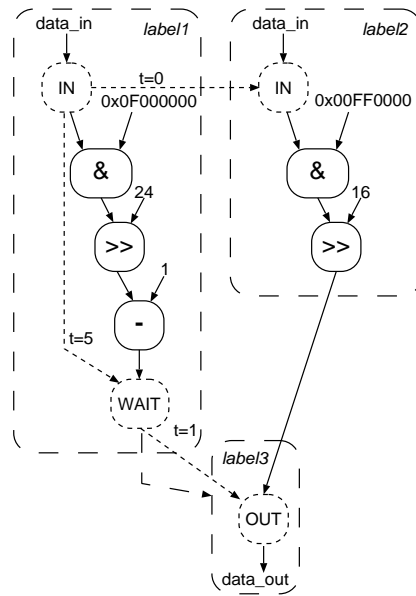 data_in
label1
data_in
label2
IN
t=0
IN
0x0F000000
0x00FF0000
&
&
24
16
>>
>>
1
-
t=5
WAIT
t=1
label3
OUT
data_out